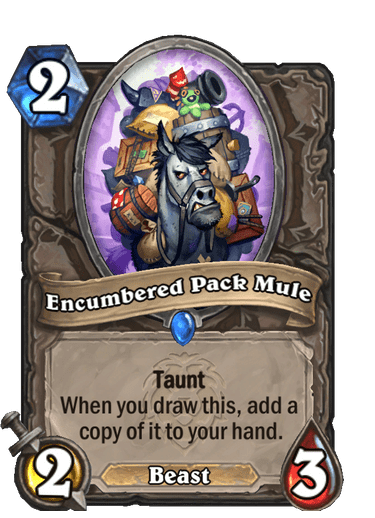 2
Encumbered Pack Mule
Taunt
When you draw this, add a
copy of it to your hand.
2
Beast
3